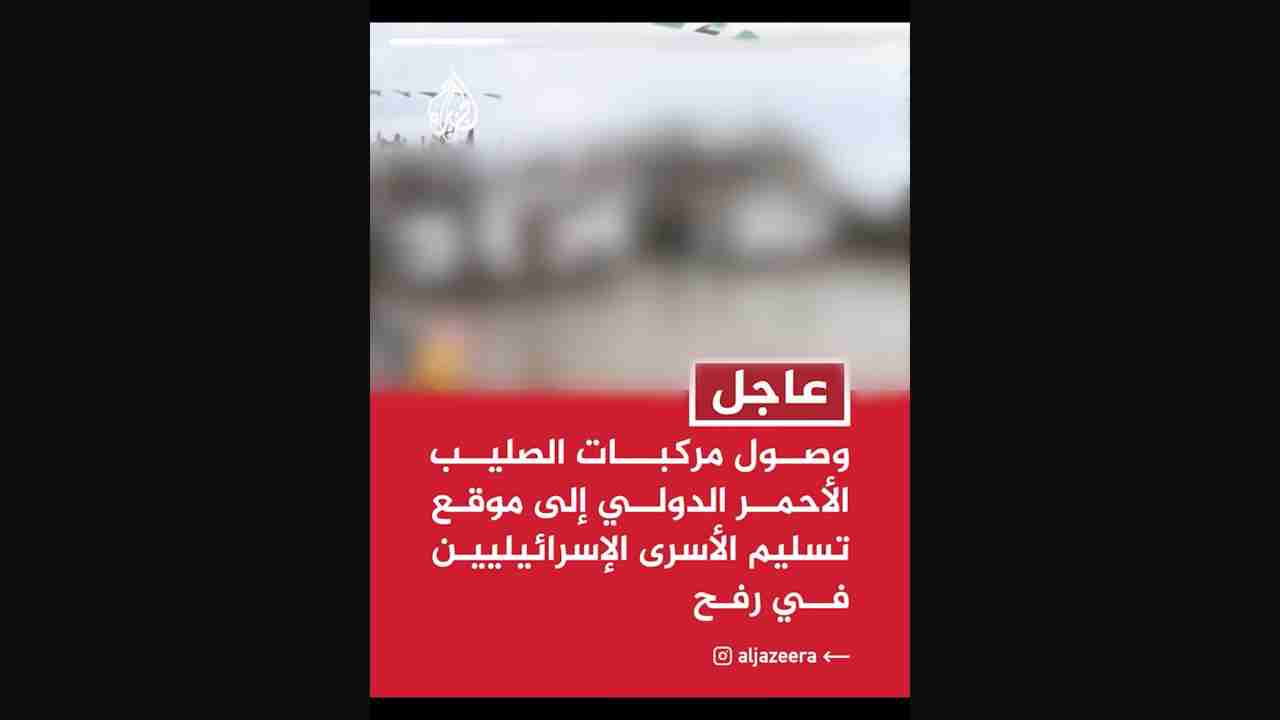 عاجل
وصول مركبات الصليب
الأحمر الدولي إلى موقع
تسليم الأسرى الإسرائيليين
في رفح
aljazeera